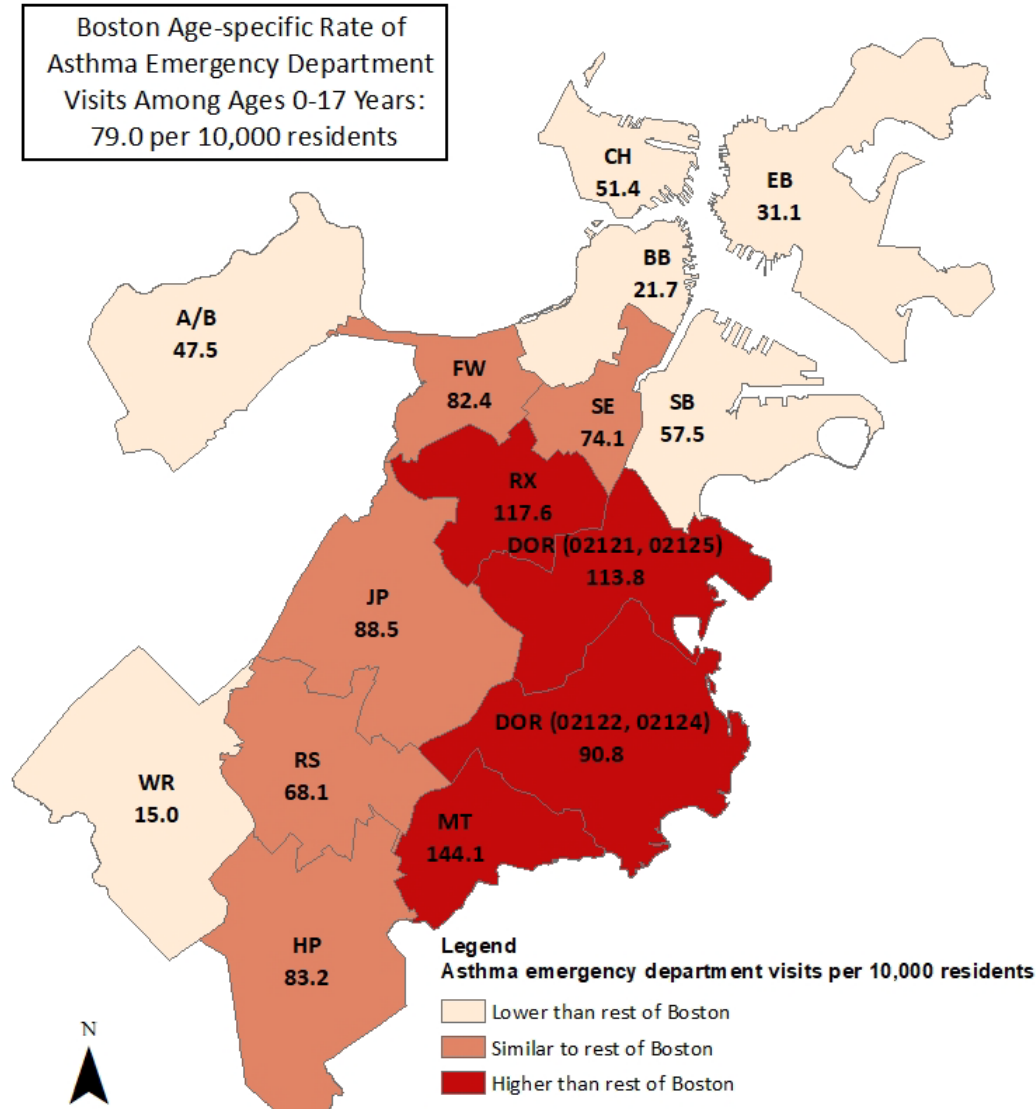 Boston Age-specific Rate of
Asthma Emergency Department
Visits Among Ages 0-17 Years:
79.0 per 10,000 residents
CH
51.4
EB
31.1
BB
21.7
A/B
47.5
FW
82.4
SE
74.1
SB
57.5
RX
117.6
DOR (02121, 02125)
113.8
JP
88.5
DOR (02122, 02124)
90.8
RS
68.1
WR
15.0
MT
144.1
HP
83.2
Legend
Asthma emergency department visits per 10,000 residents
Lower than rest of Boston
Similar to rest of Boston
Higher than rest of Boston
N